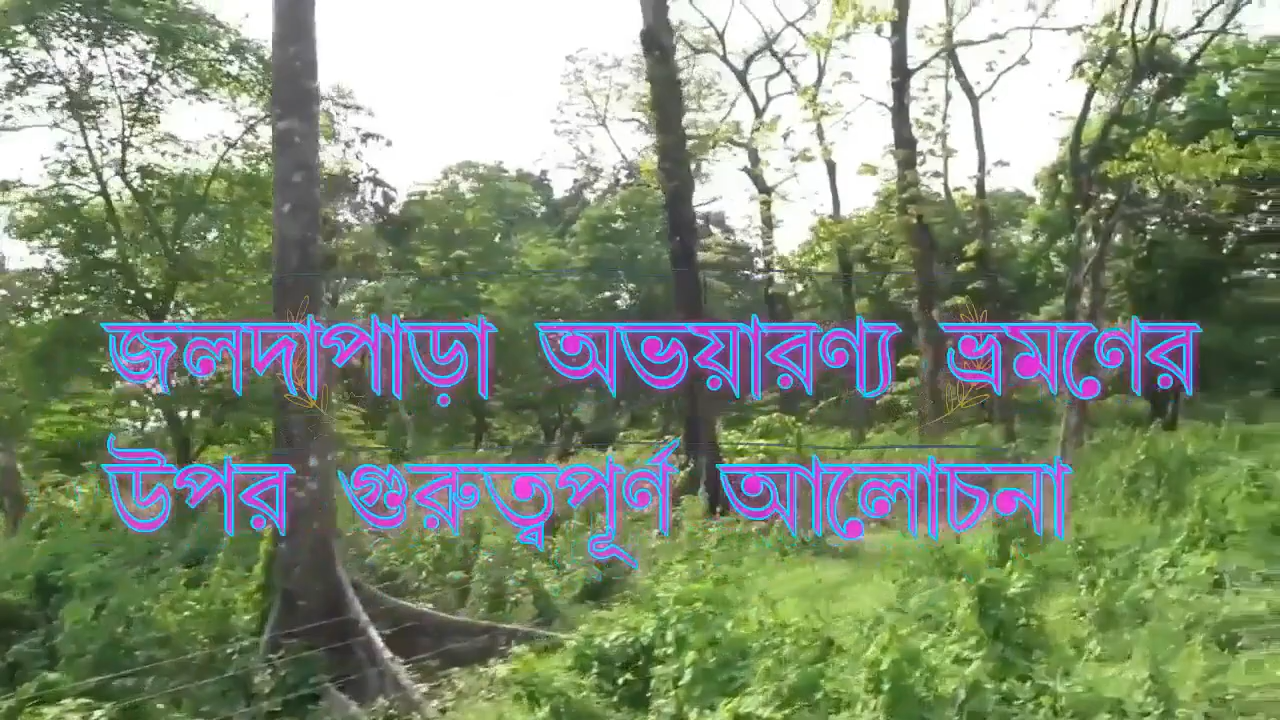 জলদাপাড়া অভয়ারণ্য ভ্রমণের
উপর গুরুত্বপূর্ণ আলোচনা